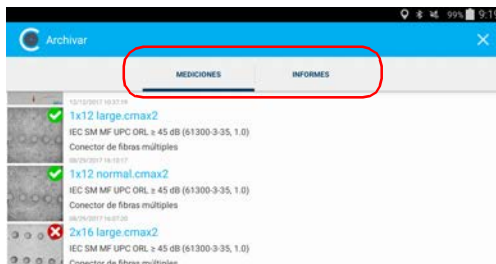 99% 9:19
Archivar
MEDICIONES INFORMES
12/12/2017 10:37:19
1x12 large.cmax2
IEC SM MF UPC ORL ≥ 45 dB (61300-3-35, 1.0)
Conector de fibras múltiples
08/29/2017 16:10:17
1x12 normal.cmax2
IEC SM MF UPC ORL ≥ 45 dB (61300-3-35, 1.0)
Conector de fibras múltiples
08/29/2017 16:07:20
2x16 large.cmax2
IEC SM MF UPC ORL ≥ 45 dB (61300-3-35, 1.0)
Conector de fibras múltiples